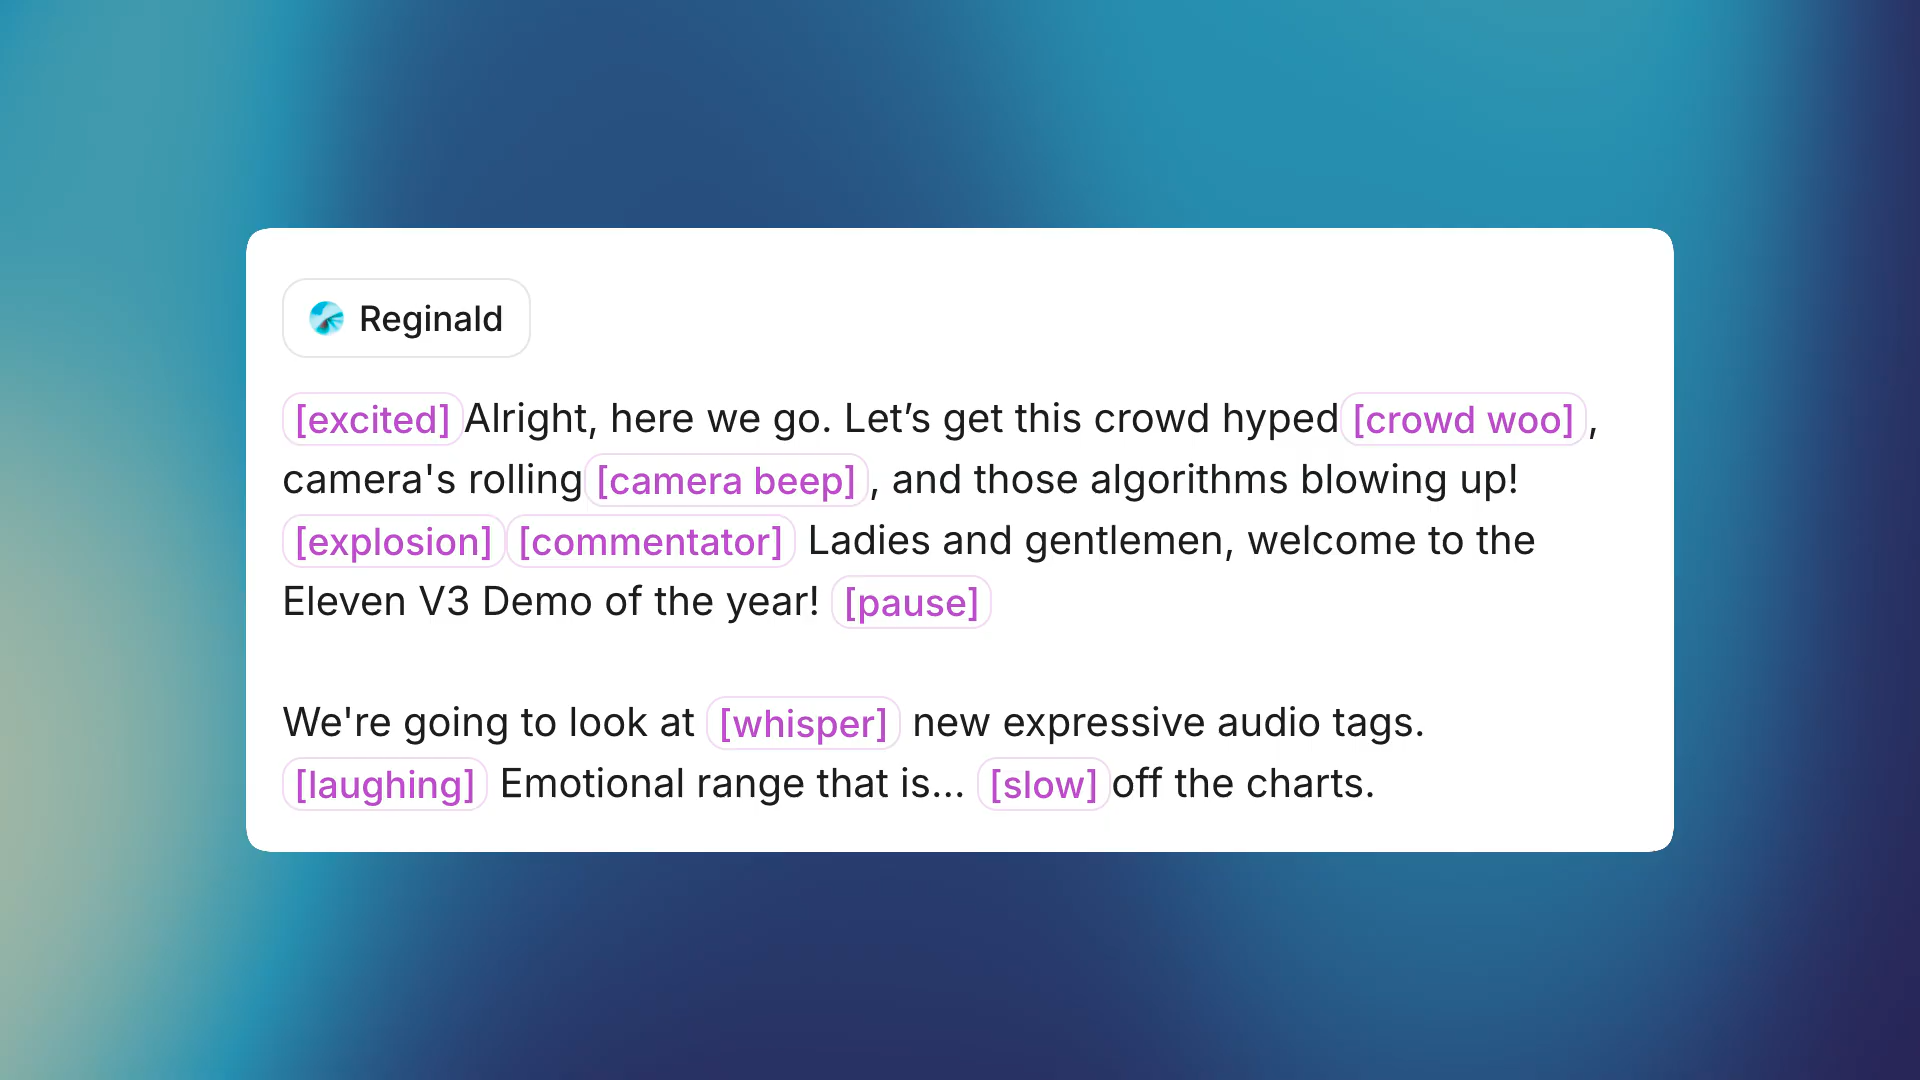 Reginald
[excited]Alright, here we go. Let’s get this crowd hyped[crowd woo],
camera's rolling[camera beep], and those algorithms blowing up!
[explosion][commentator] Ladies and gentlemen, welcome to the
Eleven V3 Demo of the year! [pause]
We're going to look at [whisper] new expressive audio tags.
[laughing] Emotional range that is... [slow]off the charts.